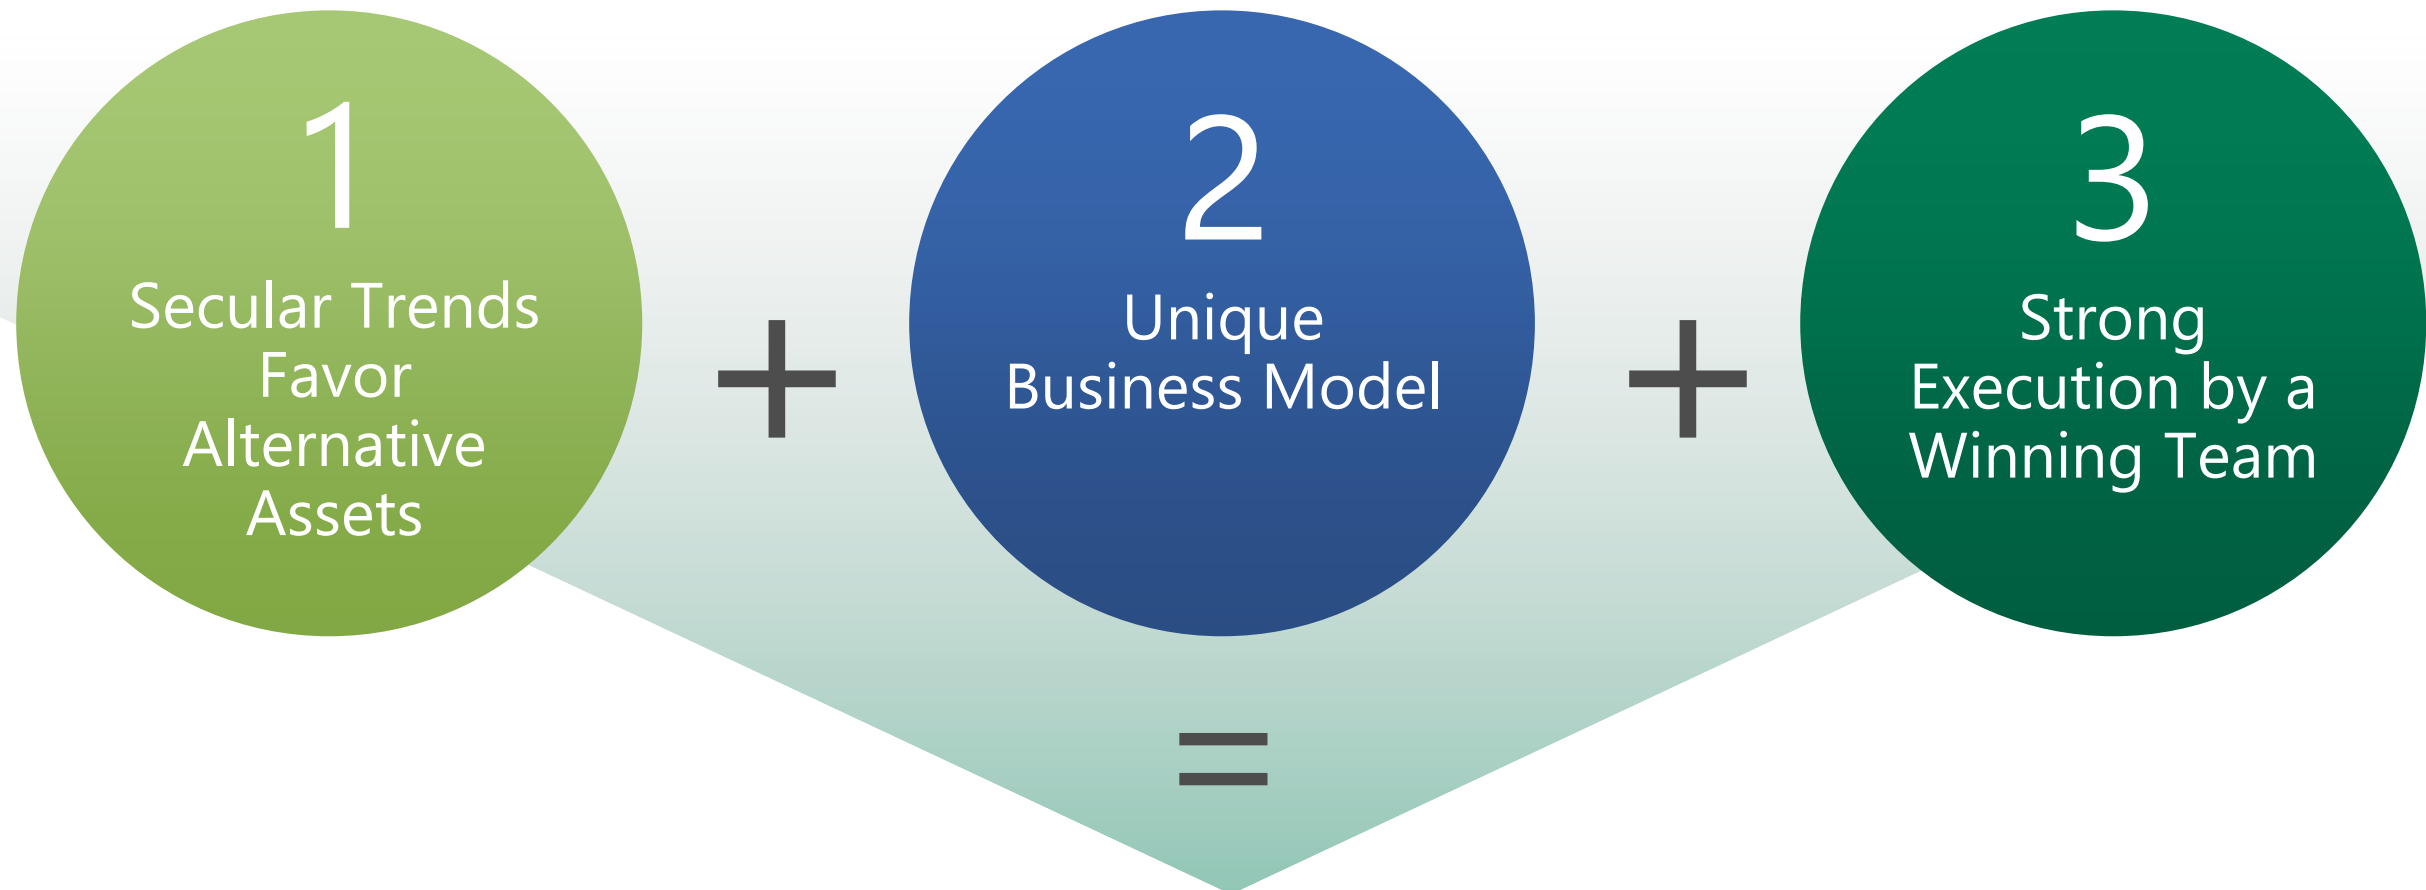 1
Secular Trends
Favor
Alternative
Assets
+
2
Unique
Business Model
+
3
Strong
Execution by a
Winning Team
=